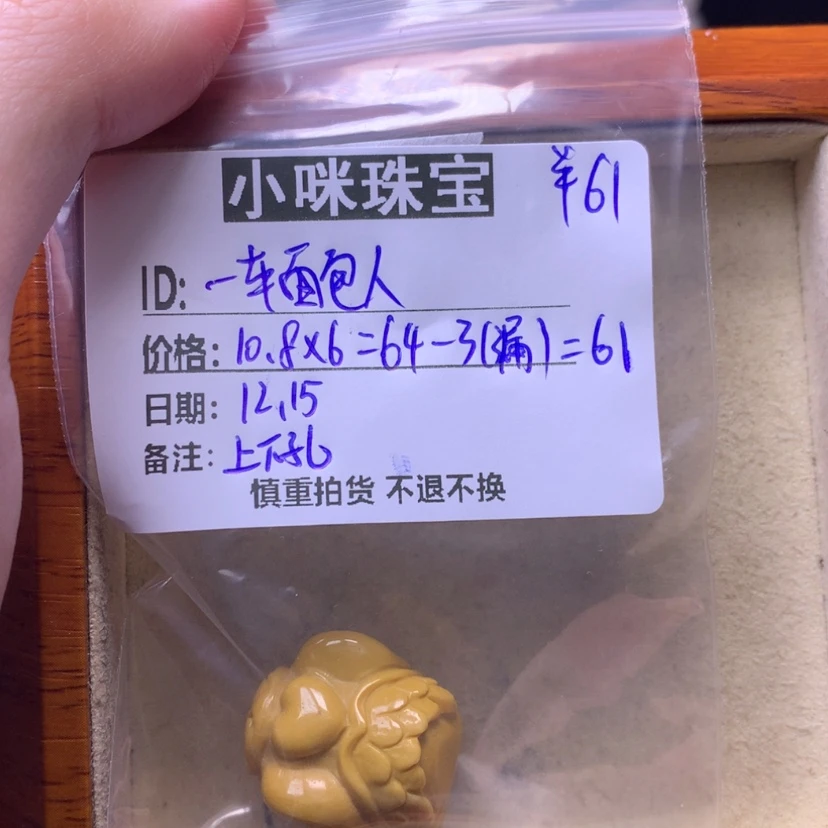 小咪珠宝 ¥61
ID: 一车面包人
价格: 10.8×6=64-3(漏)=61
日期: 12.15
备注: 上下孔
慎重拍货 不退不换